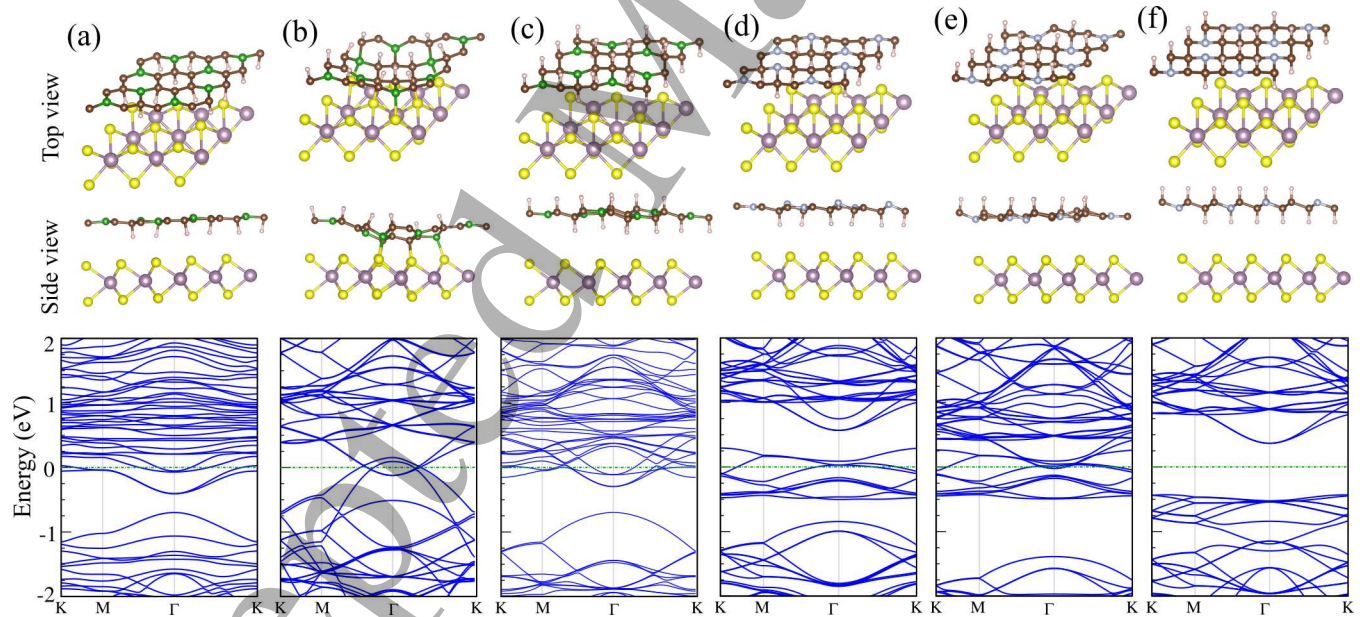 (a) (b) (c) (d) (e) (f)
Top view
Side view
Energy (eV)
2
1
0
-1
-2
K M Γ K K M Γ K K M Γ K K M Γ K K M Γ K K M Γ K